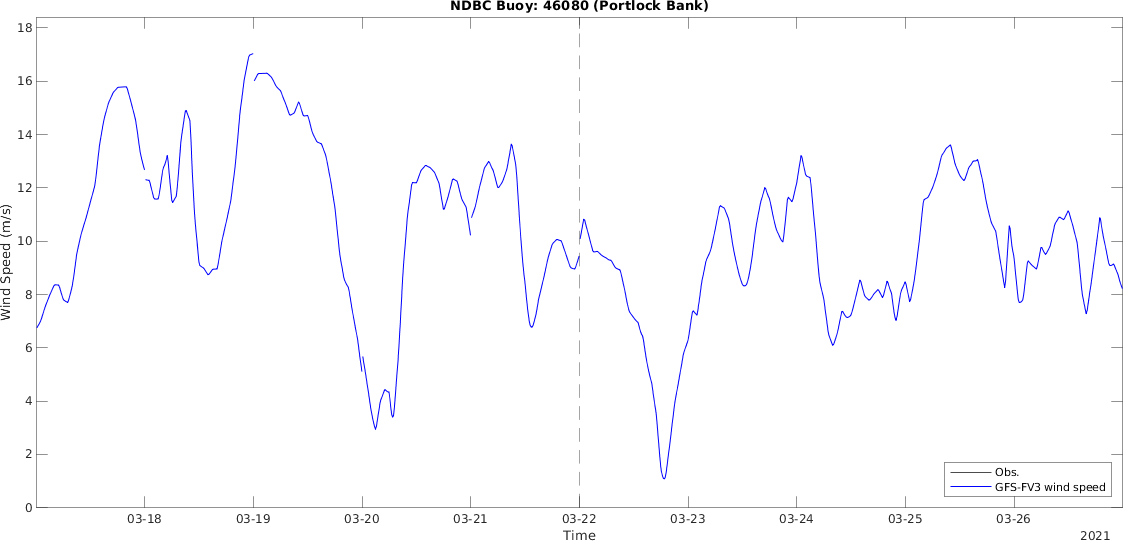 NDBC Buoy: 46080 (Portlock Bank)
18
16
14
12
10
8
6
4
2
0
Wind Speed (m/s)
03-18 03-19 03-20 03-21 03-22 03-23 03-24 03-25 03-26
Time
2021
Obs.
GFS-FV3 wind speed